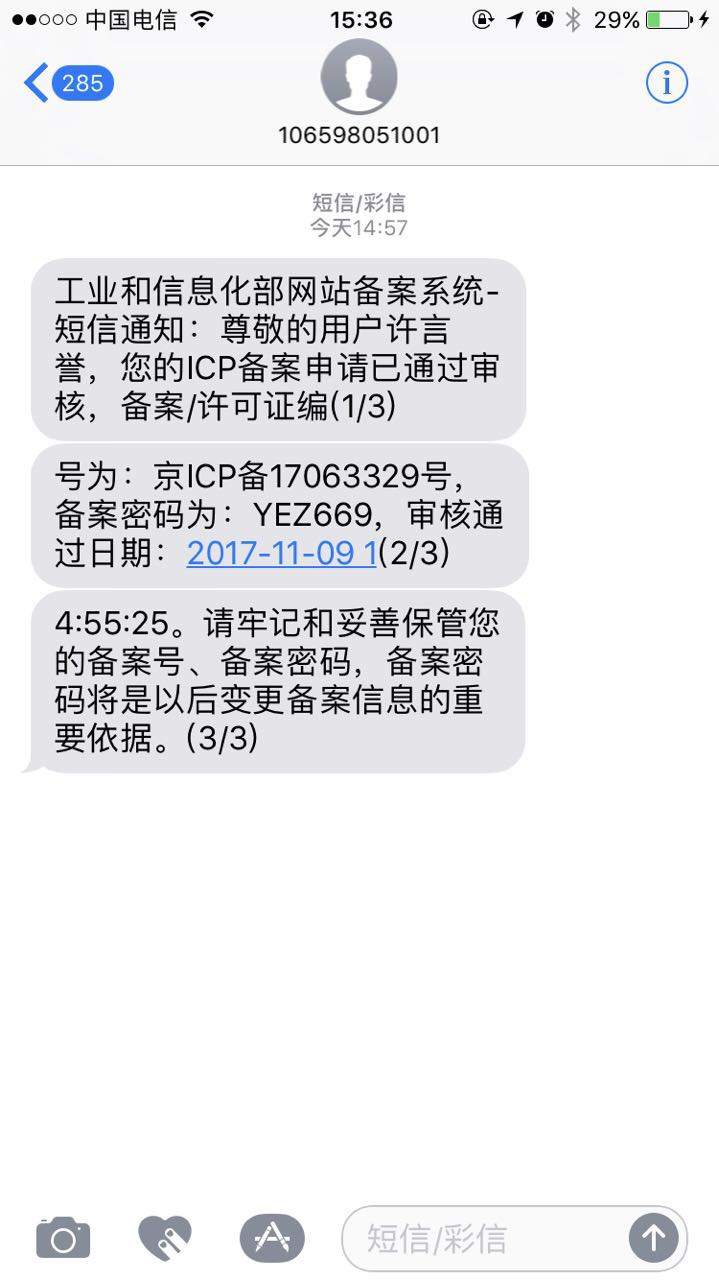 中国电信
15:36
29%
285
106598051001
短信/彩信
今天14:57
工业和信息化部网站备案系统-
短信通知：尊敬的用户许言
誉，您的ICP备案申请已通过审
核，备案/许可证编(1/3)
号为：京ICP备17063329号，
备案密码为：YEZ669，审核通
过日期：2017-11-09 1(2/3)
4:55:25。请牢记和妥善保管您
的备案号、备案密码，备案密
码将是以后变更备案信息的重
要依据。(3/3)
短信/彩信